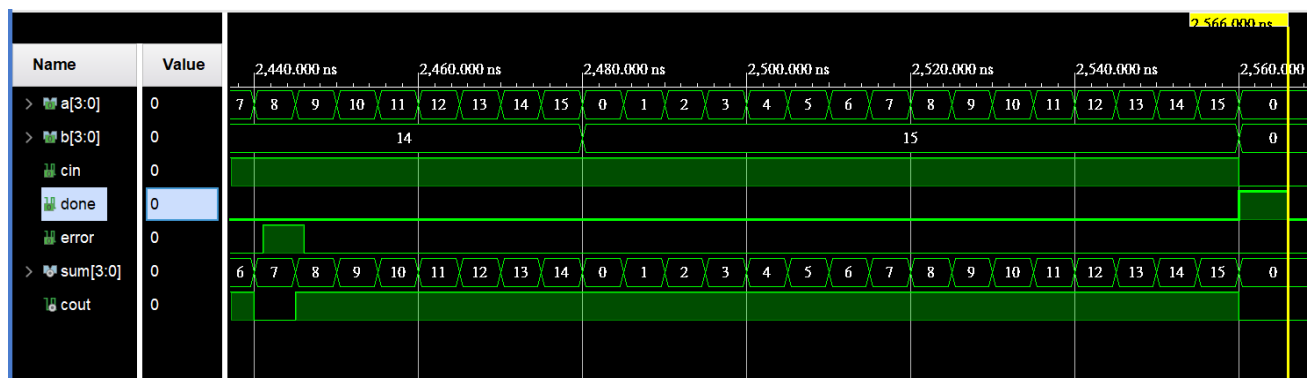 2,566.000 ns
Name Value 2,440.000 ns 2,460.000 ns 2,480.000 ns 2,500.000 ns 2,520.000 ns 2,540.000 ns 2,560.000
a[3:0] 0 7 8 9 10 11 12 13 14 15 0 1 2 3 4 5 6 7 8 9 10 11 12 13 14 15 0
b[3:0] 0 14 15 0
cin 0
done 0
error 0
sum[3:0] 0 6 7 8 9 10 11 12 13 14 0 1 2 3 4 5 6 7 8 9 10 11 12 13 14 15 0
cout 0